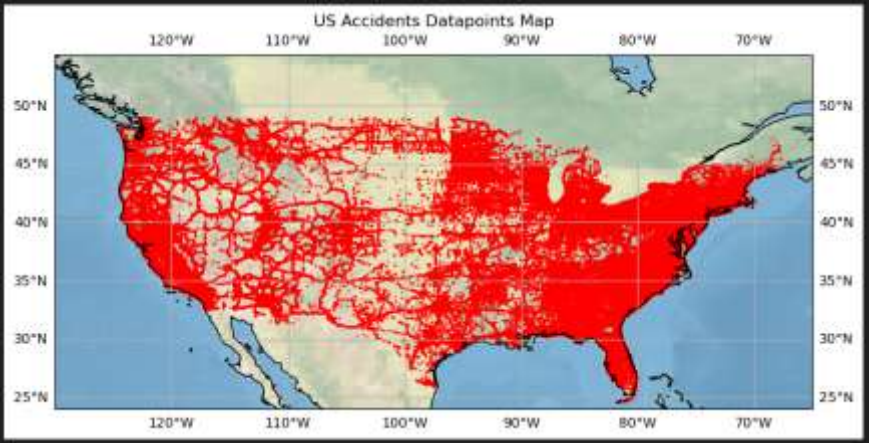 US Accidents Datapoints Map
120°W 110°W 100°W 90°W 80°W 70°W
50°N 50°N
45°N 45°N
40°N 40°N
35°N 35°N
30°N 30°N
25°N 25°N
120°W 110°W 100°W 90°W 80°W 70°W